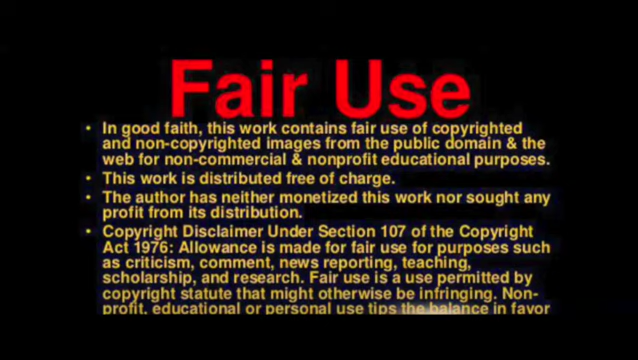 Fair Use
• In good faith, this work contains fair use of copyrighted
and non-copyrighted images from the public domain & the
web for non-commercial & nonprofit educational purposes.
• This work is distributed free of charge.
• The author has neither monetized this work nor sought any
profit from its distribution.
• Copyright Disclaimer Under Section 107 of the Copyright
Act 1976: Allowance is made for fair use for purposes such
as criticism, comment, news reporting, teaching,
scholarship, and research. Fair use is a use permitted by
copyright statute that might otherwise be infringing. Non-
profit, educational or personal use tips the balance in favor